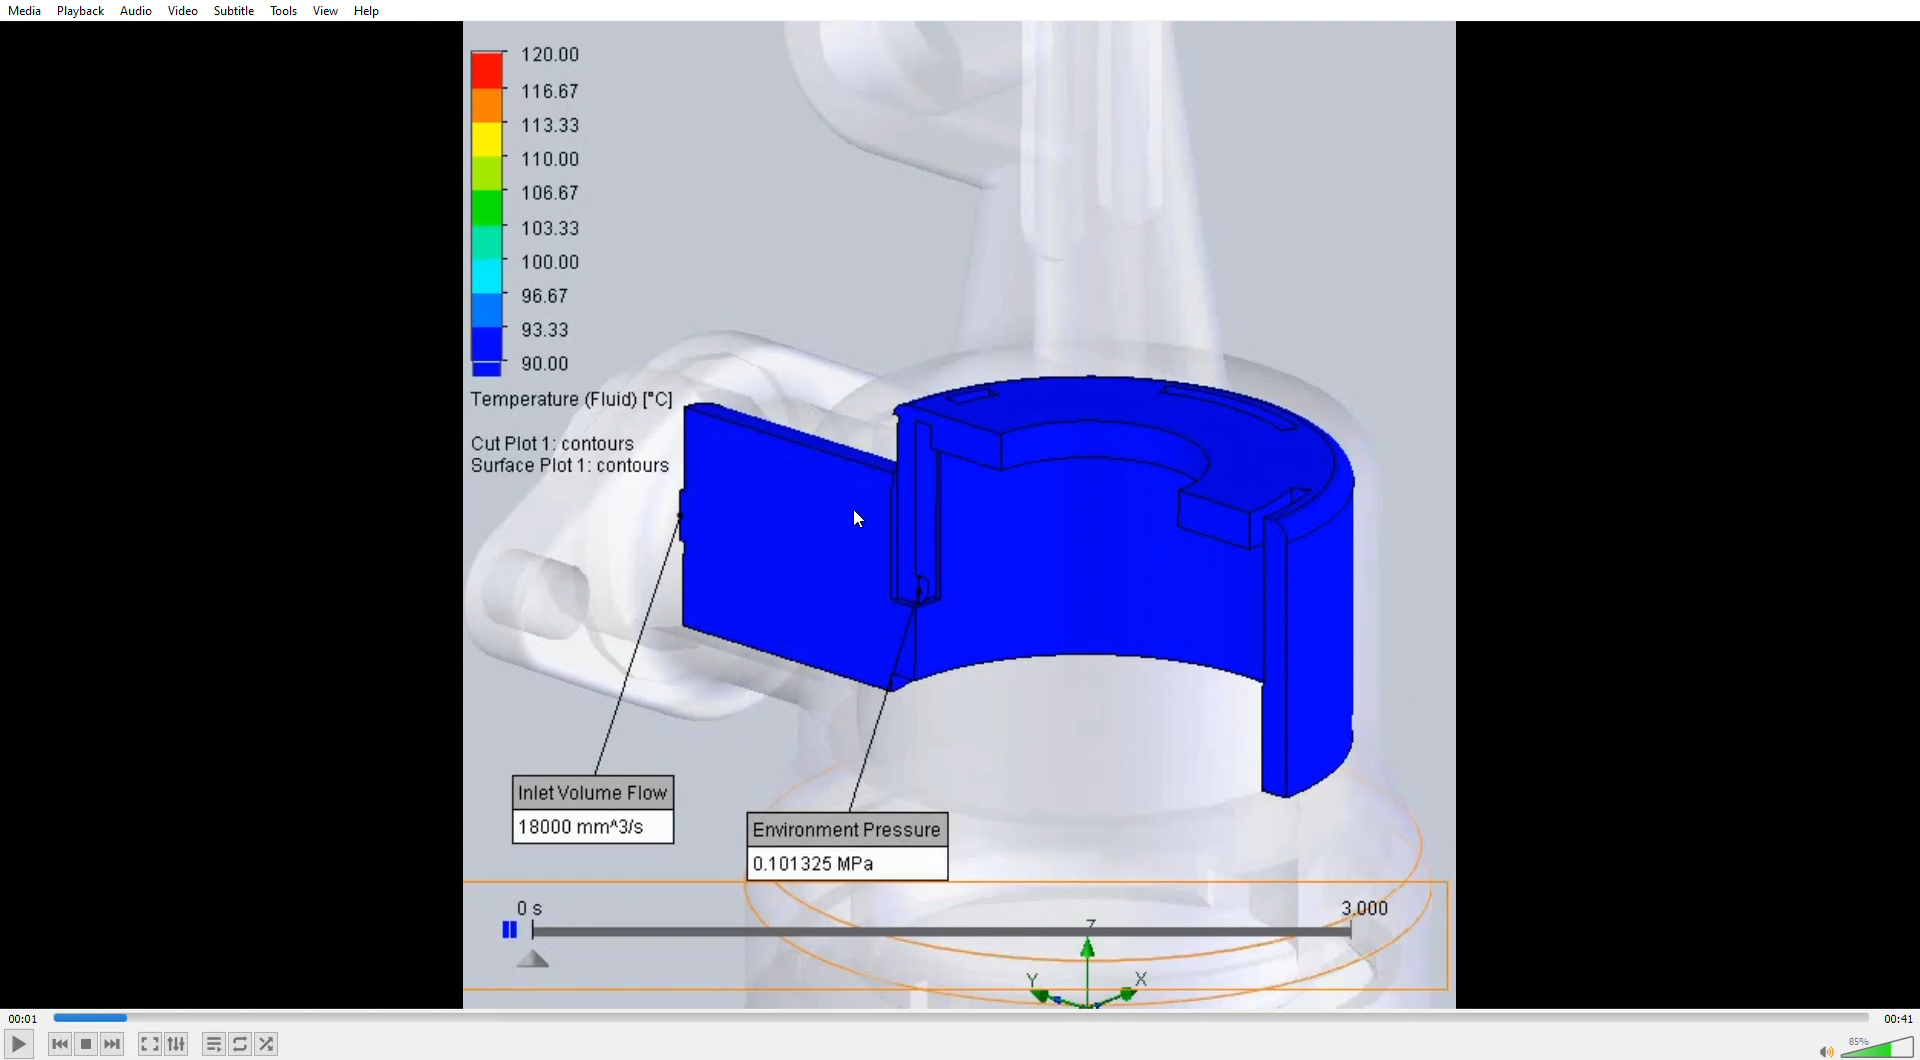 Media Playback Audio Video Subtitle Tools View Help
120.00
116.67
113.33
110.00
106.67
103.33
100.00
96.67
93.33
90.00
Temperature (Fluid) [°C]
Cut Plot 1: contours
Surface Plot 1: contours
Inlet Volume Flow
18000 mm^3/s
Environment Pressure
0.101325 MPa
0 s
3.000
Z
Y
X
00:01
00:41
85%